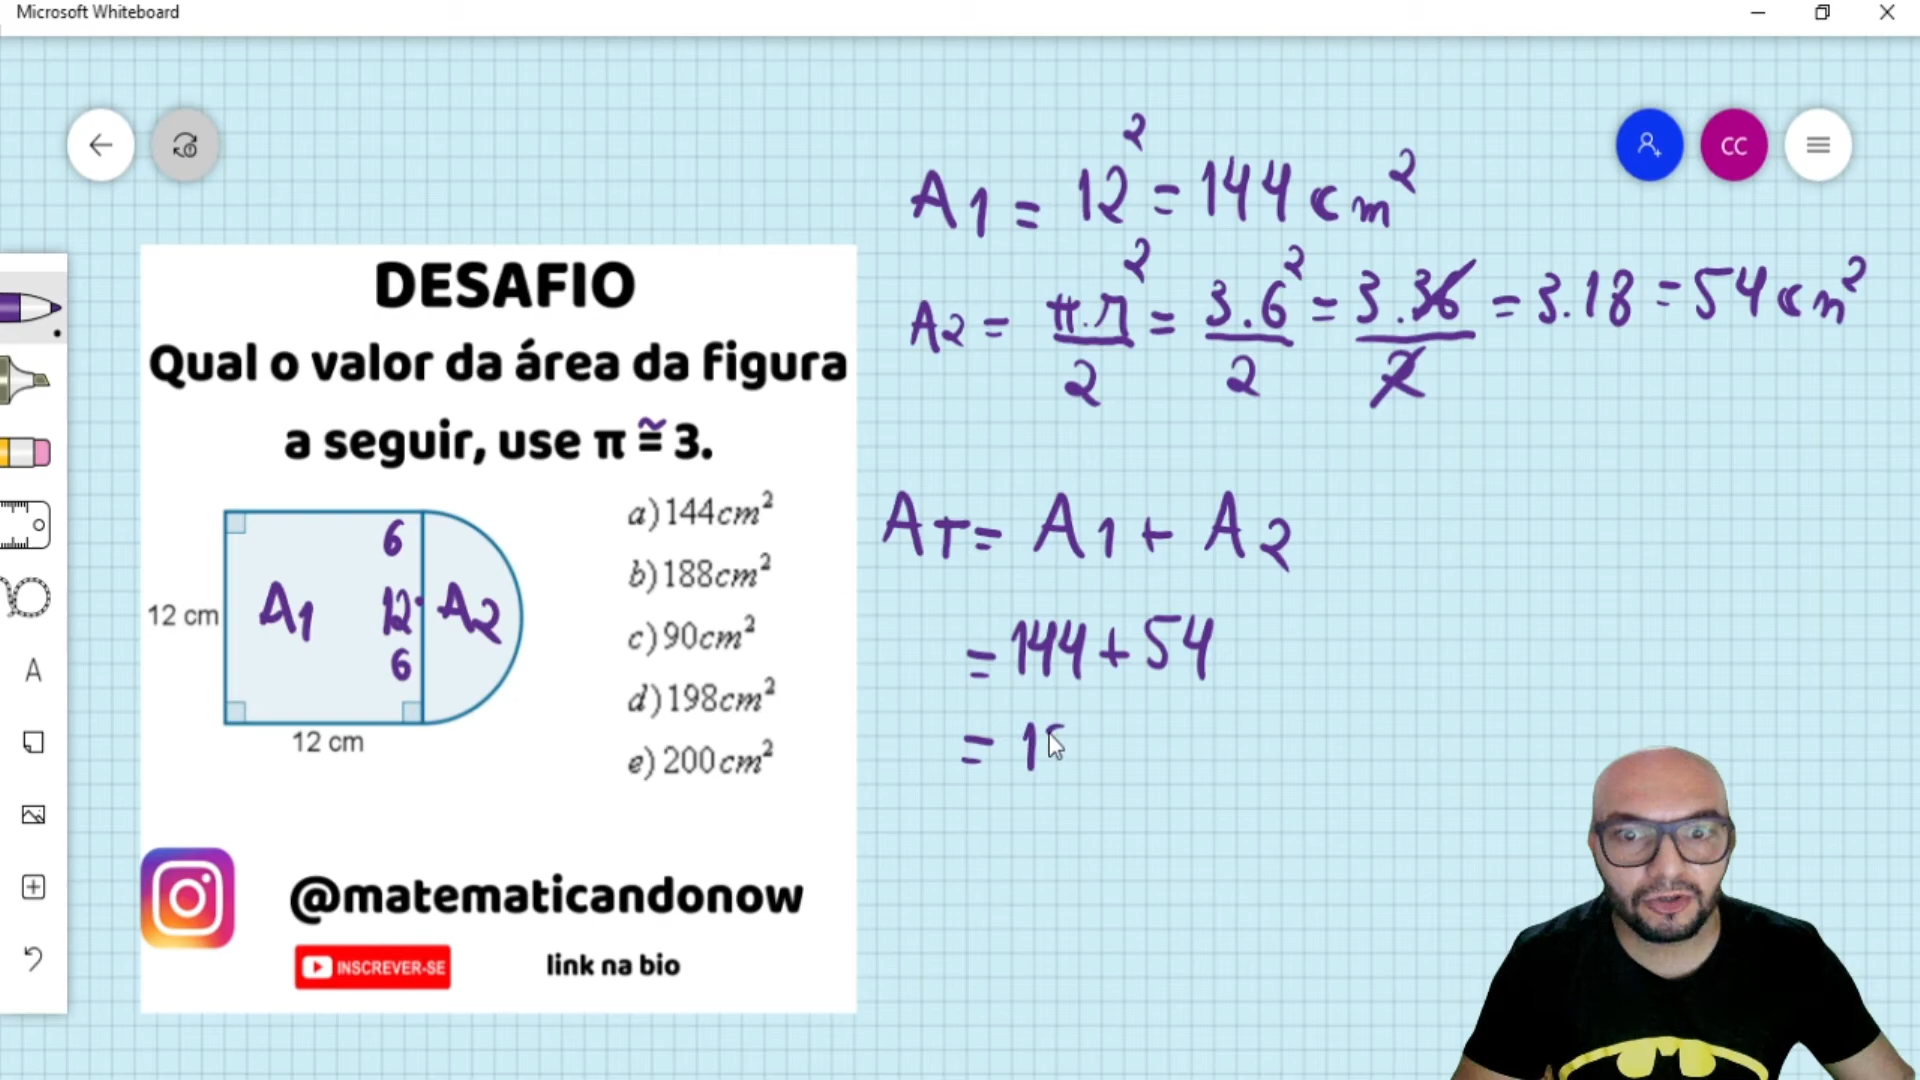 Microsoft Whiteboard
CC
DESAFIO
Qual o valor da área da figura
a seguir, use π ≅ 3.
12 cm
A1
6
12
6
A2
12 cm
a) 144cm²
b) 188cm²
c) 90cm²
d) 198cm²
e) 200cm²
@matematicandonow
INSCREVER-SE
link na bio
A1 = 12² = 144 cm²
A2 = π.r²/2 = 3.6²/2 = 3.36/2 = 3.18 = 54 cm²
AT = A1 + A2
= 144 + 54
= 1
A